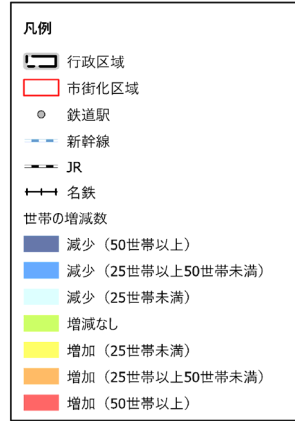 凡例
行政区域
市街化区域
鉄道駅
新幹線
JR
名鉄
世帯の増減数
減少（50世帯以上）
減少（25世帯以上50世帯未満）
減少（25世帯未満）
増減なし
増加（25世帯未満）
増加（25世帯以上50世帯未満）
増加（50世帯以上）